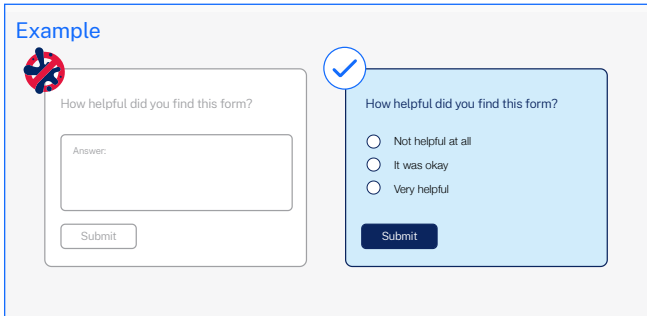 Example
How helpful did you find this form?
Answer:
Submit
How helpful did you find this form?
Not helpful at all
It was okay
Very helpful
Submit